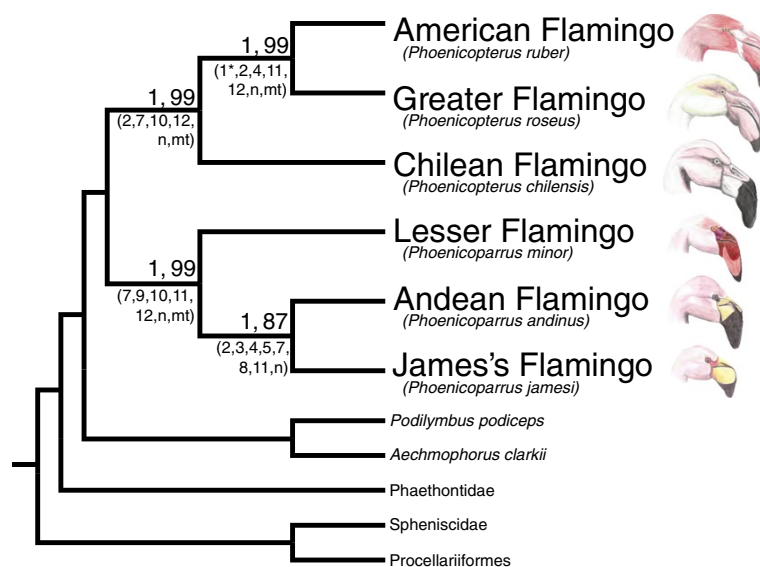 American Flamingo
(Phoenicopterus ruber)
1, 99
(1*,2,4,11,
12,n,mt)
Greater Flamingo
(Phoenicopterus roseus)
1, 99
(2,7,10,12,
n,mt)
Chilean Flamingo
(Phoenicopterus chilensis)
Lesser Flamingo
(Phoenicoparrus minor)
1, 99
(7,9,10,11,
12,n,mt)
Andean Flamingo
(Phoenicoparrus andinus)
1, 87
(2,3,4,5,7,
8,11,n)
James's Flamingo
(Phoenicoparrus jamesi)
Podilymbus podiceps
Aechmophorus clarkii
Phaethontidae
Spheniscidae
Procellariiformes